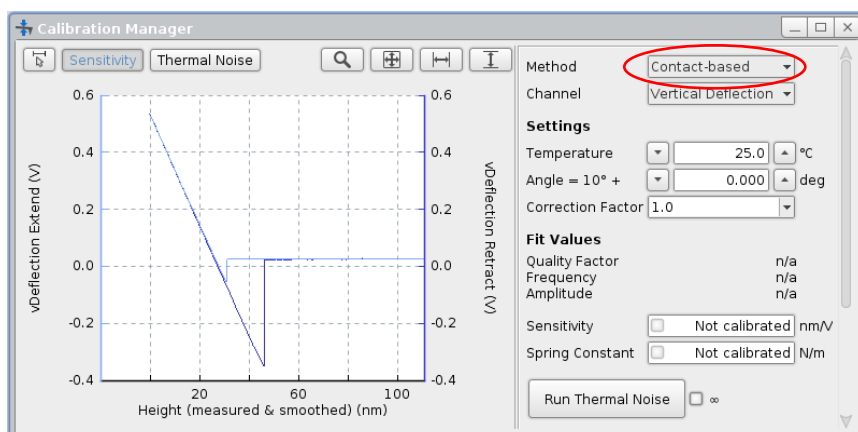 Calibration Manager
Sensitivity Thermal Noise
Method Contact-based
Channel Vertical Deflection
Settings
Temperature 25.0 °C
Angle = 10° + 0.000 deg
Correction Factor 1.0
Fit Values
Quality Factor n/a
Frequency n/a
Amplitude n/a
Sensitivity Not calibrated nm/V
Spring Constant Not calibrated N/m
Run Thermal Noise ∞
vDeflection Extend (V)
0.6
0.4
0.2
0.0
-0.2
-0.4
0.6
0.4
0.2
0.0
-0.2
-0.4
vDeflection Retract (V)
20 60 100
Height (measured & smoothed) (nm)